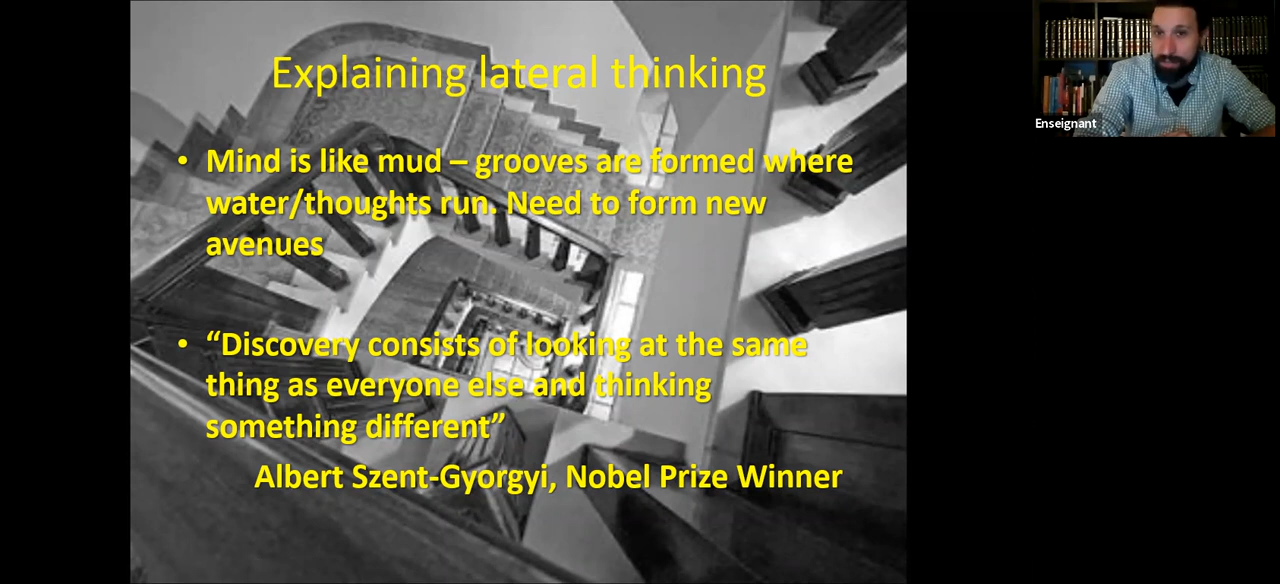 Explaining lateral thinking
• Mind is like mud – grooves are formed where
water/thoughts run. Need to form new
avenues
• “Discovery consists of looking at the same
thing as everyone else and thinking
something different”
Albert Szent-Gyorgyi, Nobel Prize Winner
Enseignant